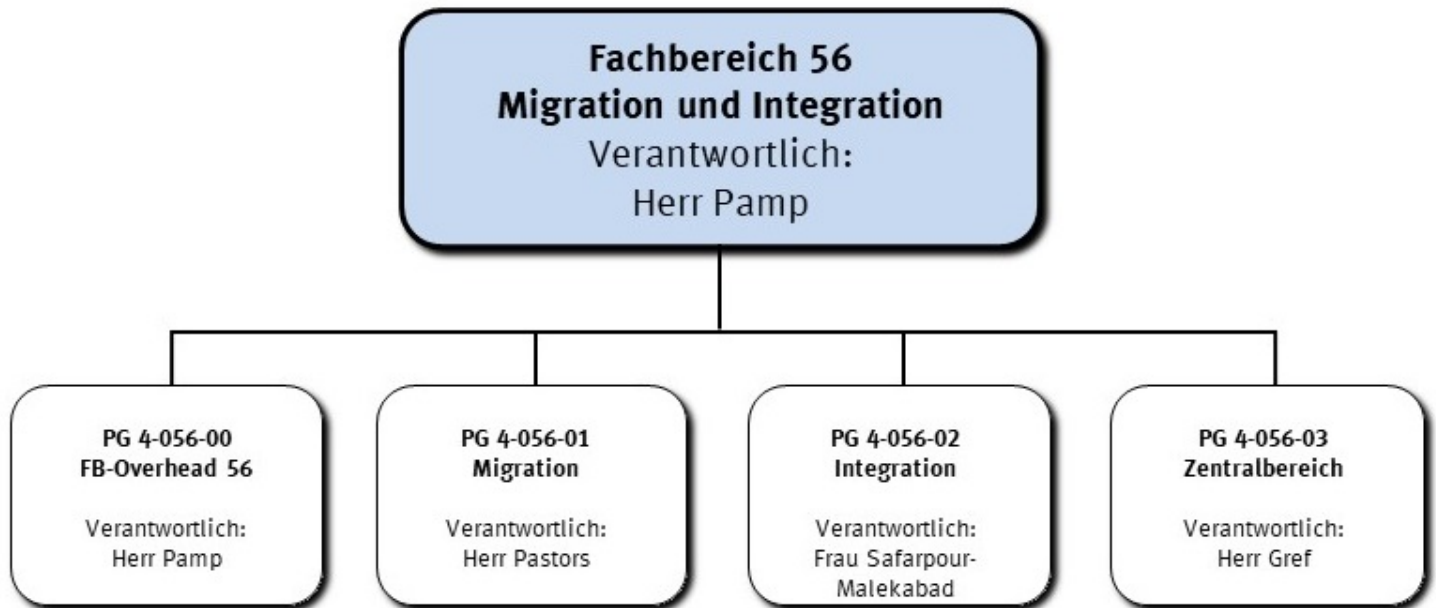 Fachbereich 56
Migration und Integration
Verantwortlich:
Herr Pamp
PG 4-056-00
FB-Overhead 56
Verantwortlich:
Herr Pamp
PG 4-056-01
Migration
Verantwortlich:
Herr Pastors
PG 4-056-02
Integration
Verantwortlich:
Frau Safarpour-
Malekabad
PG 4-056-03
Zentralbereich
Verantwortlich:
Herr Gref